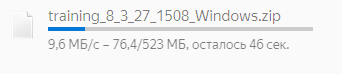 training_8_3_27_1508_Windows.zip
9,6 МБ/с – 76,4/523 МБ, осталось 46 сек.